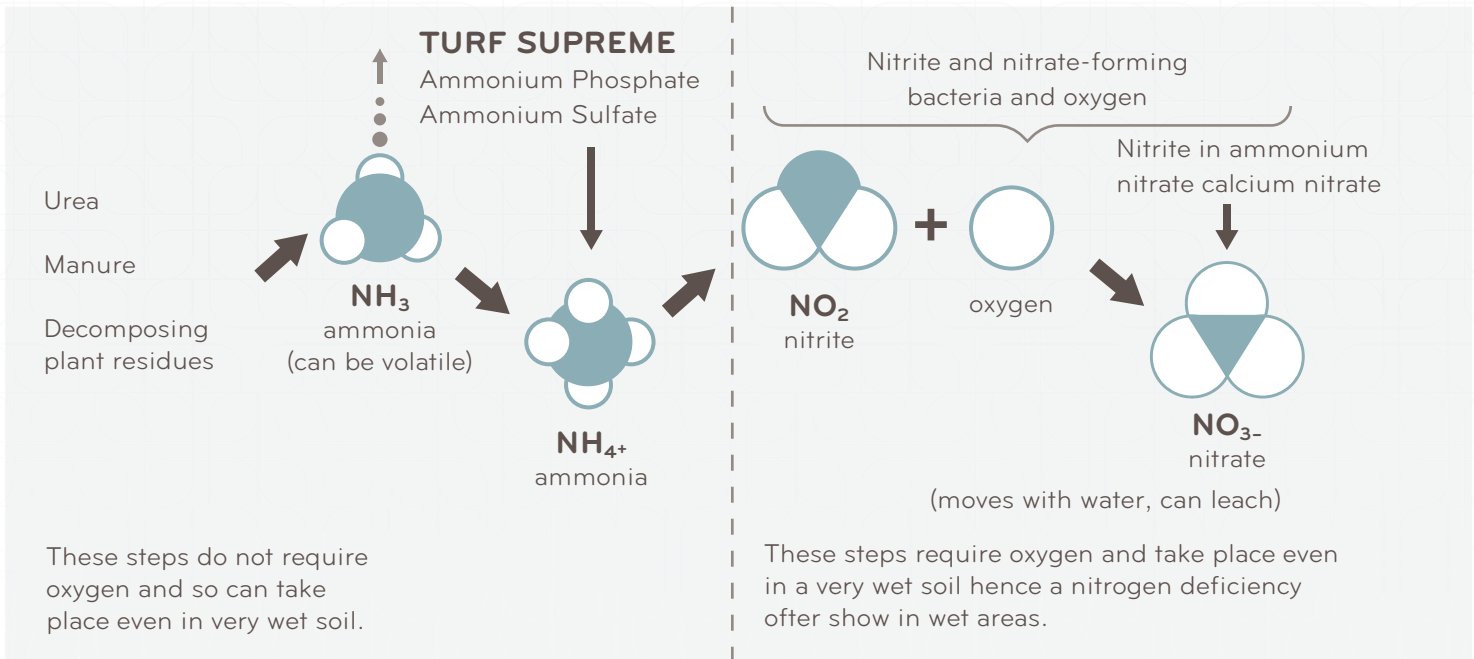 TURF SUPREME
Ammonium Phosphate
Ammonium Sulfate
Urea
Manure
Decomposing
plant residues
NH₃
ammonia
(can be volatile)
NH₄₊
ammonia
These steps do not require
oxygen and so can take
place even in very wet soil.
Nitrite and nitrate-forming
bacteria and oxygen
Nitrite in ammonium
nitrate calcium nitrate
+
NO₂
nitrite
oxygen
NO₃₋
nitrate
(moves with water, can leach)
These steps require oxygen and take place even
in a very wet soil hence a nitrogen deficiency
ofter show in wet areas.